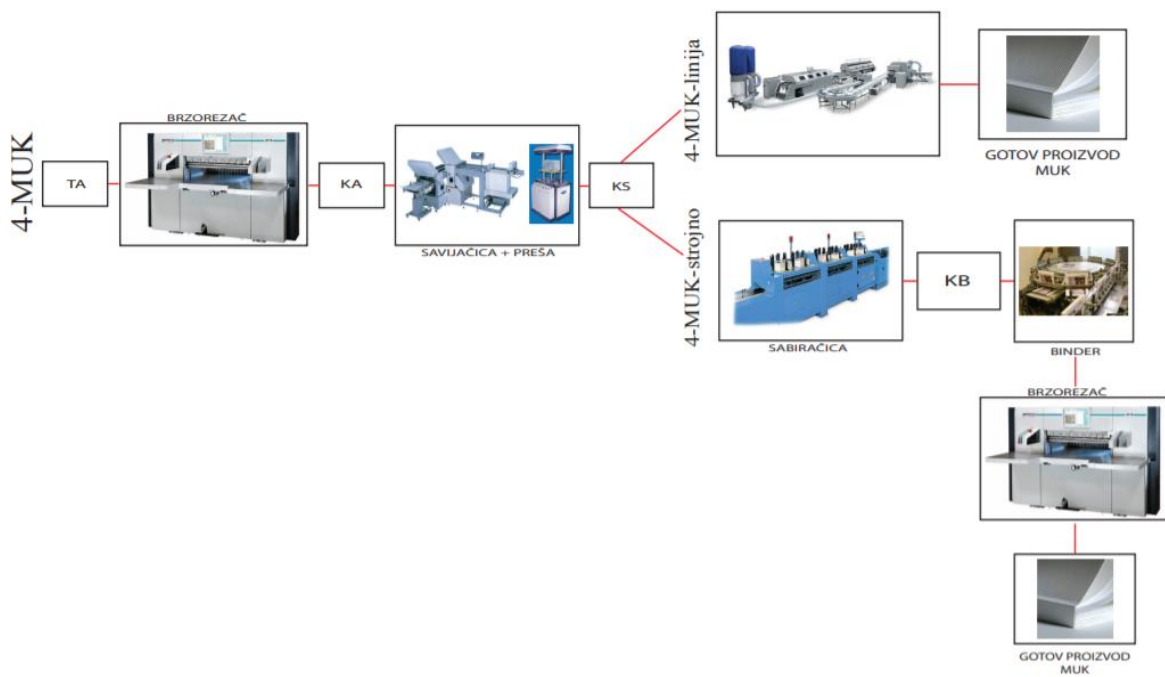 4-MUK
TA
BRZOREZAČ
KA
SAVIJAČICA + PREŠA
KS
4-MUK-linija
GOTOV PROIZVOD
MUK
4-MUK-strojno
SABIRAČICA
KB
BINDER
BRZOREZAČ
GOTOV PROIZVOD
MUK